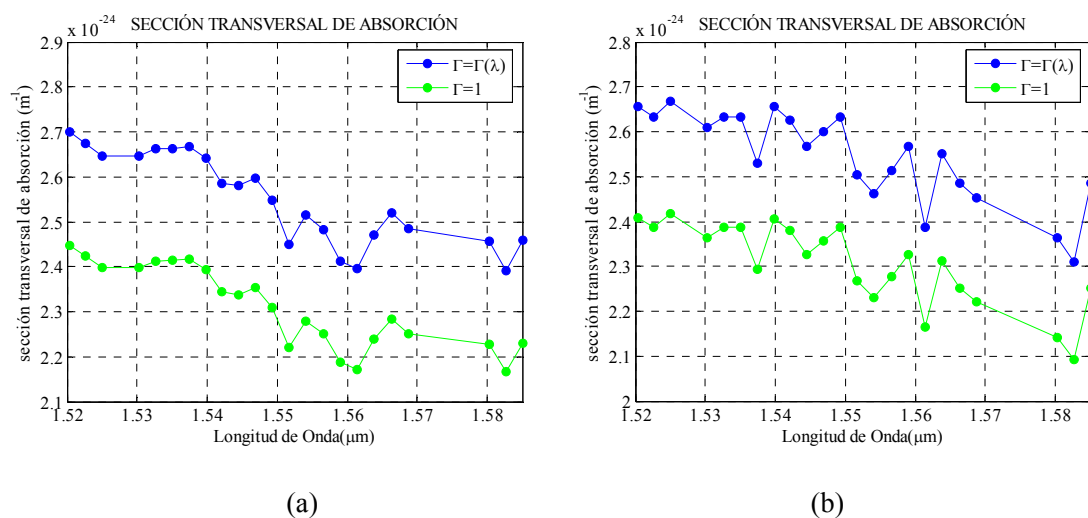 x 10-24
SECCIÓN TRANSVERSAL DE ABSORCIÓN
2.9
2.8
2.7
2.6
2.5
2.4
2.3
2.2
2.1
sección transversal de absorción (m-1)
Γ=Γ(λ)
Γ=1
1.52 1.53 1.54 1.55 1.56 1.57 1.58
Longitud de Onda(μm)
(a)
x 10-24
SECCIÓN TRANSVERSAL DE ABSORCIÓN
2.8
2.7
2.6
2.5
2.4
2.3
2.2
2.1
2
sección transversal de absorción (m-1)
Γ=Γ(λ)
Γ=1
1.52 1.53 1.54 1.55 1.56 1.57 1.58
Longitud de Onda(μm)
(b)